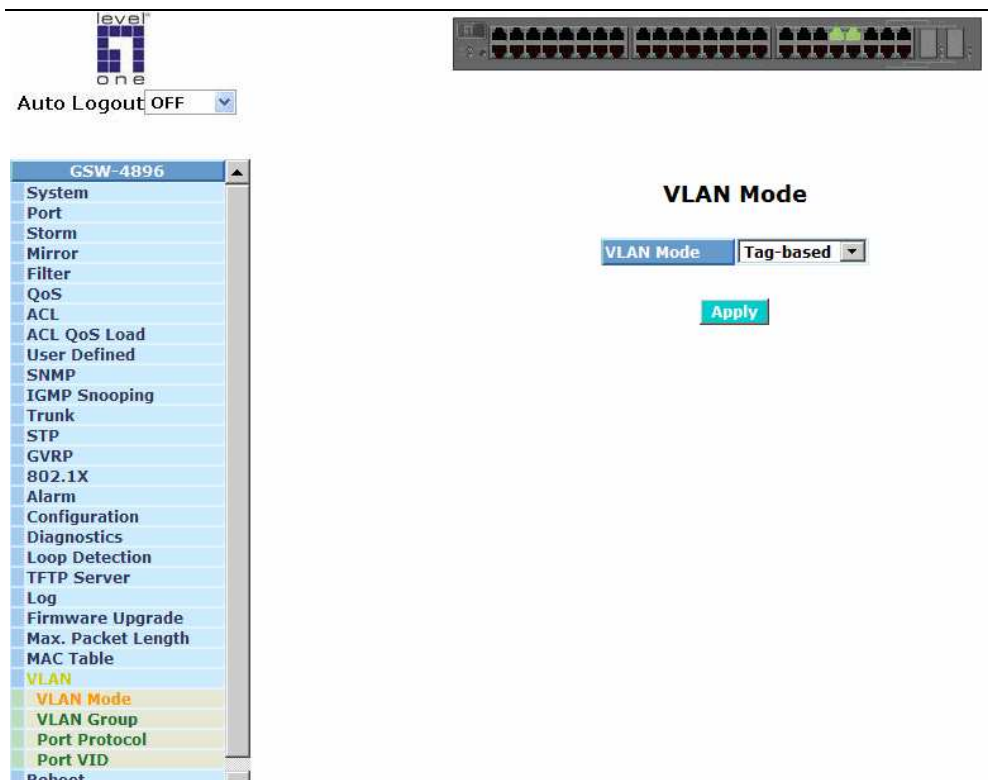 level
one
Auto Logout OFF
GSW-4896
System
Port
Storm
Mirror
Filter
QoS
ACL
ACL QoS Load
User Defined
SNMP
IGMP Snooping
Trunk
STP
GVRP
802.1X
Alarm
Configuration
Diagnostics
Loop Detection
TFTP Server
Log
Firmware Upgrade
Max. Packet Length
MAC Table
VLAN
VLAN Mode
VLAN Group
Port Protocol
Port VID
Reboot
VLAN Mode
VLAN Mode Tag-based
Apply